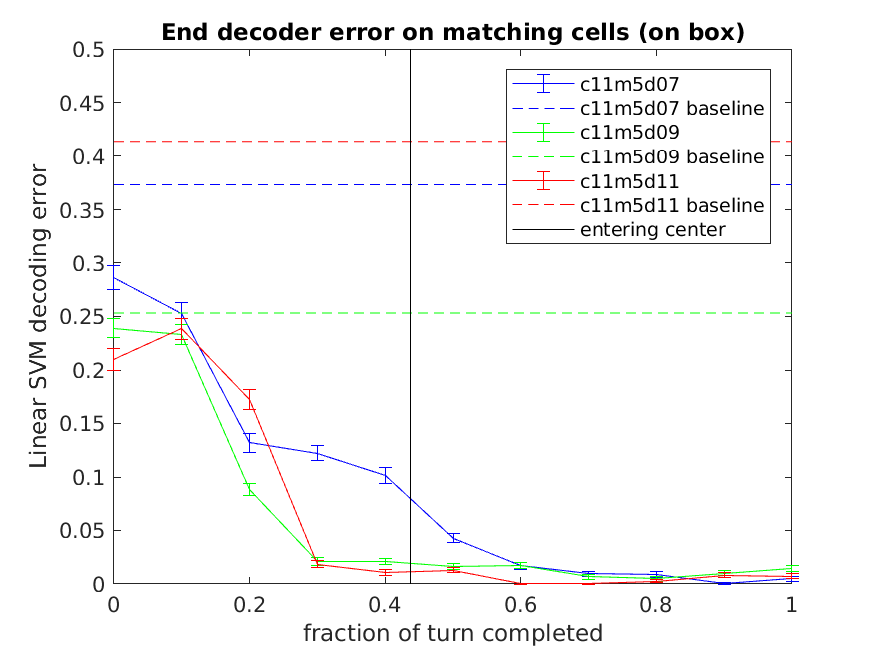 End decoder error on matching cells (on box)
0.5
0.45
0.4
0.35
0.3
0.25
0.2
0.15
0.1
0.05
0
Linear SVM decoding error
c11m5d07
c11m5d07 baseline
c11m5d09
c11m5d09 baseline
c11m5d11
c11m5d11 baseline
entering center
0 0.2 0.4 0.6 0.8 1
fraction of turn completed